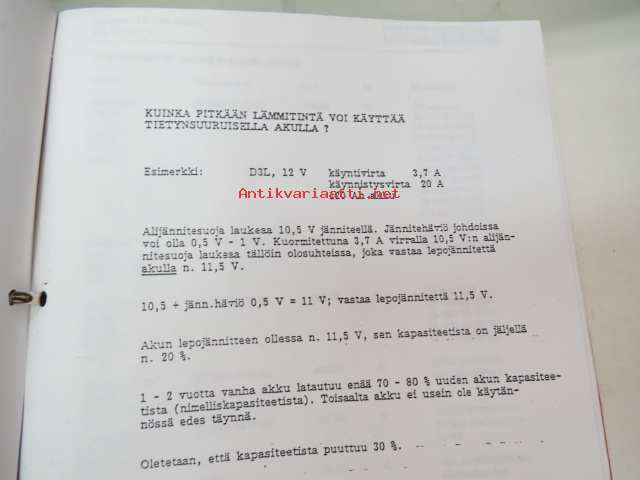 KUINKA PITKÄÄN LÄMMITINTÄ VOI KÄYTTÄÄ
TIETYNSUURUISELLA AKULLA ?
Esimerkki: D3L, 12 V käyntivirta 3,7 A
käynnistysvirta 20 A
Antikvariaatti.net
Alijännitesuoja laukeaa 10,5 V jännitteellä. Jännitehäviö johdoissa
voi olla 0,5 V - 1 V. Kuormitettuna 3,7 A virralla 10,5 V:n alijän-
nitesuoja laukeaa tällöin olosuhteissa, joka vastaa lepojännitettä
akulla n. 11,5 V.
10,5 + jänn.häviö 0,5 V = 11 V; vastaa lepojännitettä 11,5 V.
Akun lepojännitteen ollessa n. 11,5 V, sen kapasiteetista on jäljellä
n. 20 %.
1 - 2 vuotta vanha akku latautuu enää 70 - 80 % uuden akun kapasitee-
tista (nimelliskapasiteetista). Toisaalta akku ei usein ole käytän-
nössä edes täynnä.
Oletetaan, että kapasiteetista puuttuu 30 %.